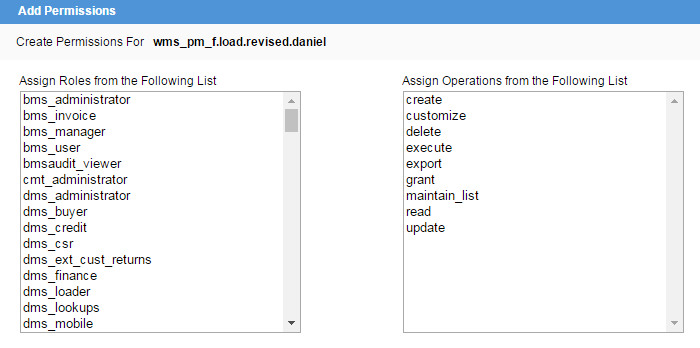 Add Permissions
Create Permissions For wms_pm_f.load.revised.daniel
Assign Roles from the Following List
bms_administrator
bms_invoice
bms_manager
bms_user
bmsaudit_viewer
cmt_administrator
dms_administrator
dms_buyer
dms_credit
dms_csr
dms_ext_cust_returns
dms_finance
dms_loader
dms_lookups
dms_mobile
Assign Operations from the Following List
create
customize
delete
execute
export
grant
maintain_list
read
update